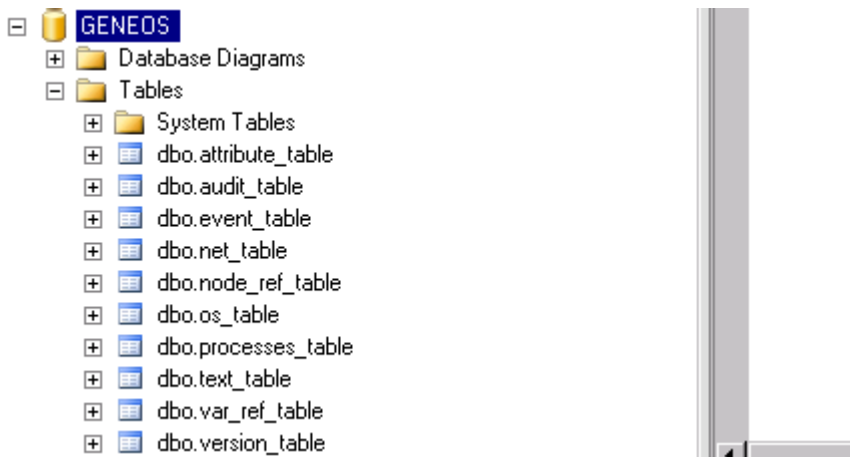 GENEOS
Database Diagrams
Tables
System Tables
dbo.attribute_table
dbo.audit_table
dbo.event_table
dbo.net_table
dbo.node_ref_table
dbo.os_table
dbo.processes_table
dbo.text_table
dbo.var_ref_table
dbo.version_table